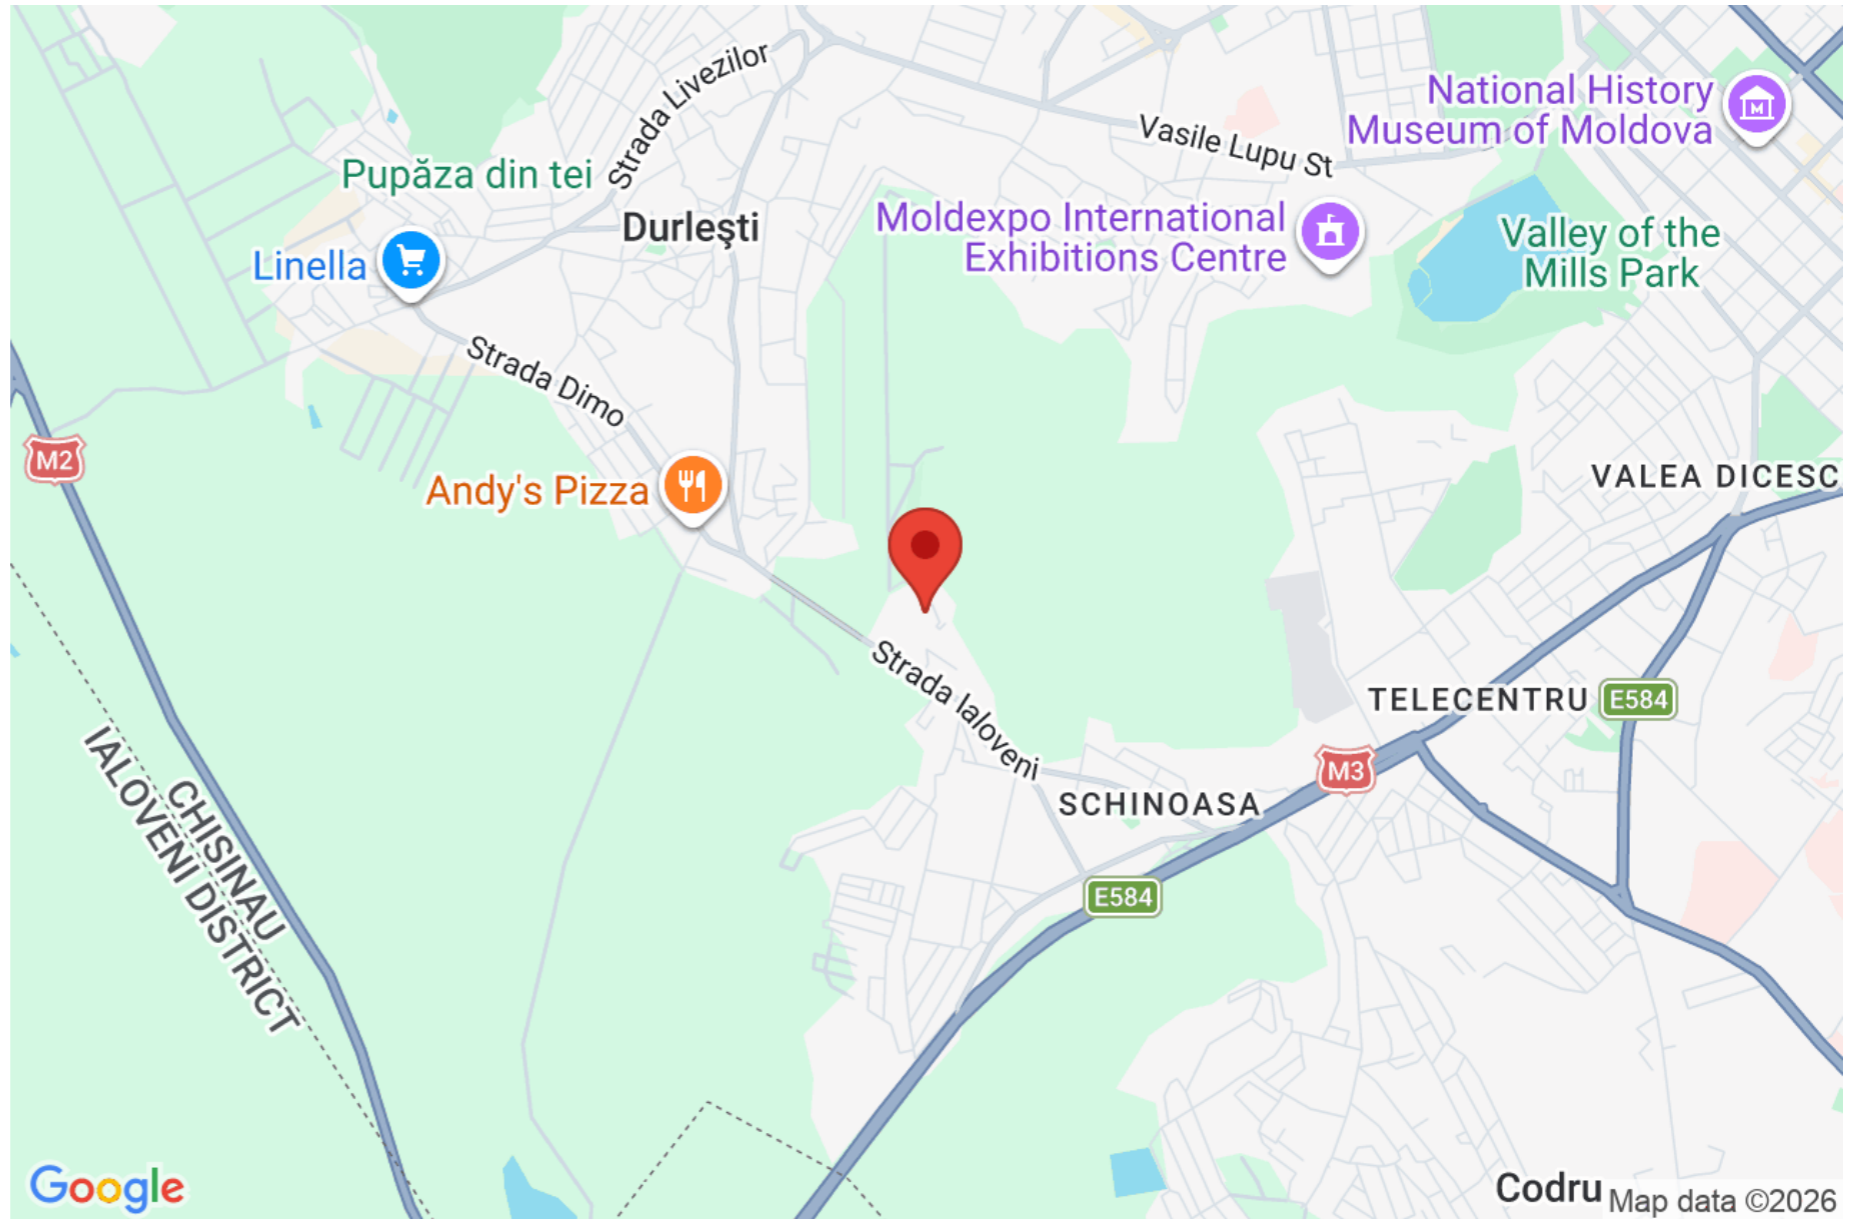 Strada Livezilor
National History
Museum of Moldova
Vasile Lupu St
Pupăza din tei
Durleşti
Moldexpo International
Exhibitions Centre
Valley of the
Mills Park
Linella
Strada Dimo
M2
Andy's Pizza
VALEA DICESC
Strada Ialoveni
TELECENTRU
E584
M3
SCHINOASA
E584
CHISINAU
IALOVENI DISTRICT
Codru
Google
Map data ©2026